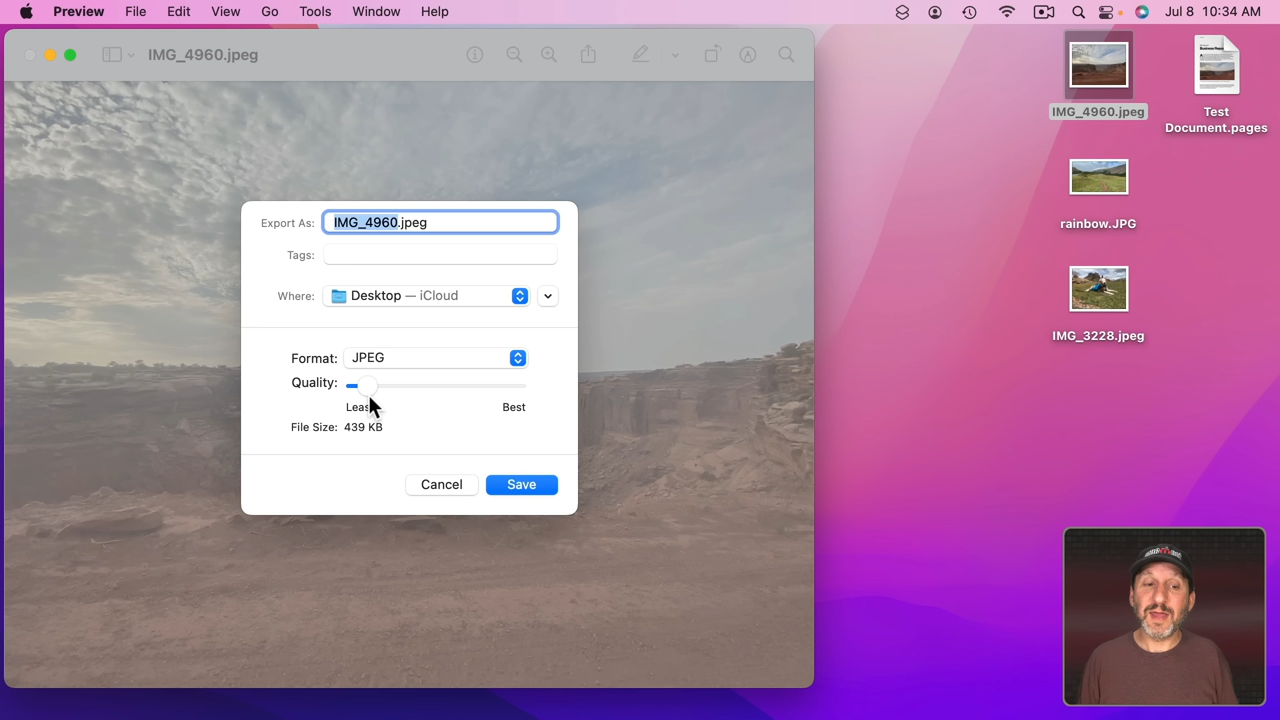 Preview File Edit View Go Tools Window Help Jul 8 10:34 AM
IMG_4960.jpeg
Export As: IMG_4960.jpeg
Tags:
Where: Desktop — iCloud
Format: JPEG
Quality:
Best
File Size: 439 KB
Cancel Save
IMG_4960.jpeg
Test
Document.pages
rainbow.JPG
IMG_3228.jpeg